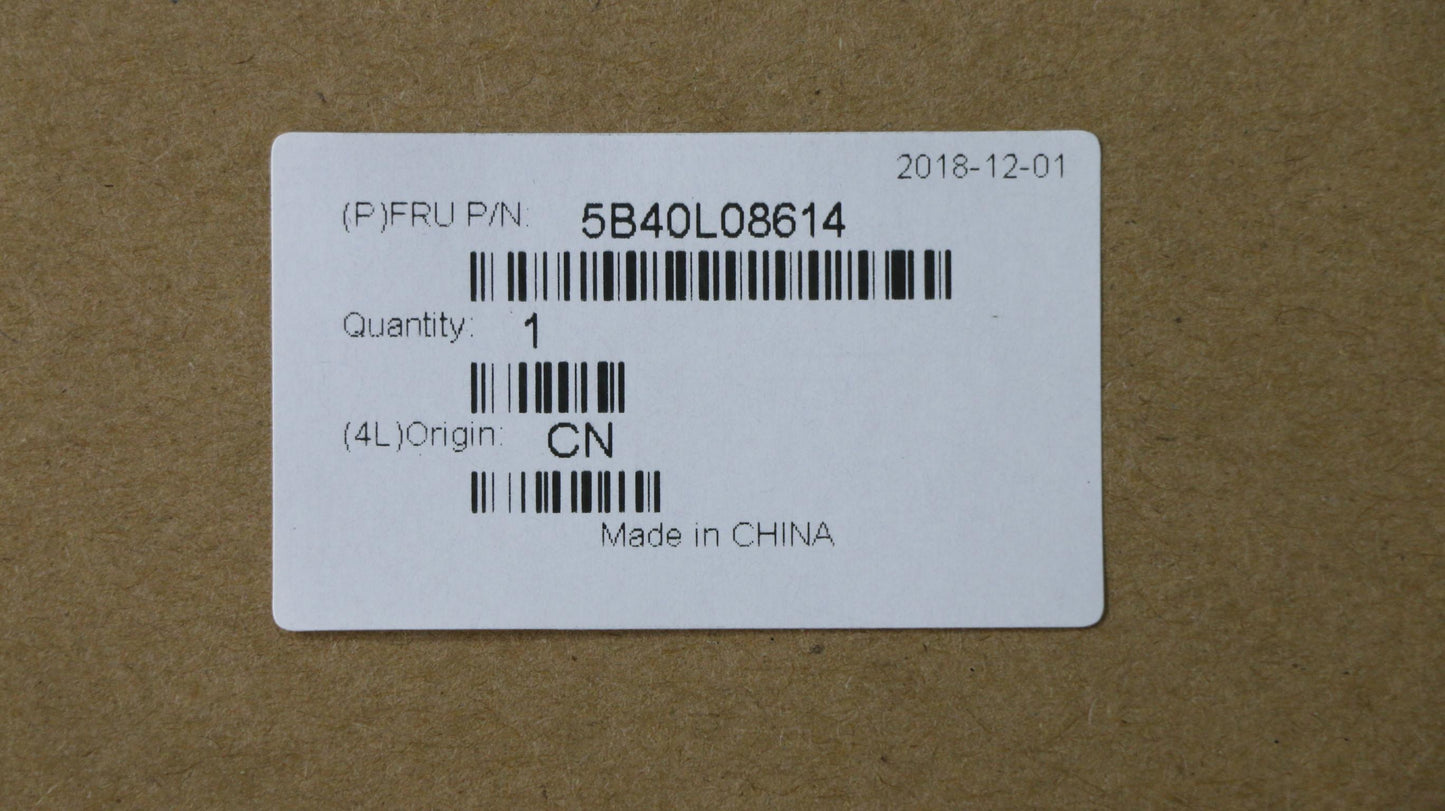 2018-12-01
(P)FRU P/N: 5B40L08614
Quantity: 1
(4L)Origin: CN
Made in CHINA